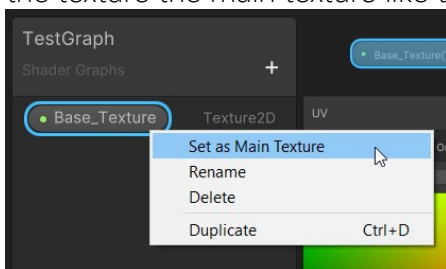 the texture the main texture like
TestGraph
Shader Graphs +
• Base_Texture(
• Base_Texture Texture2D
UV
Set as Main Texture
Rename
Delete
Duplicate Ctrl+D